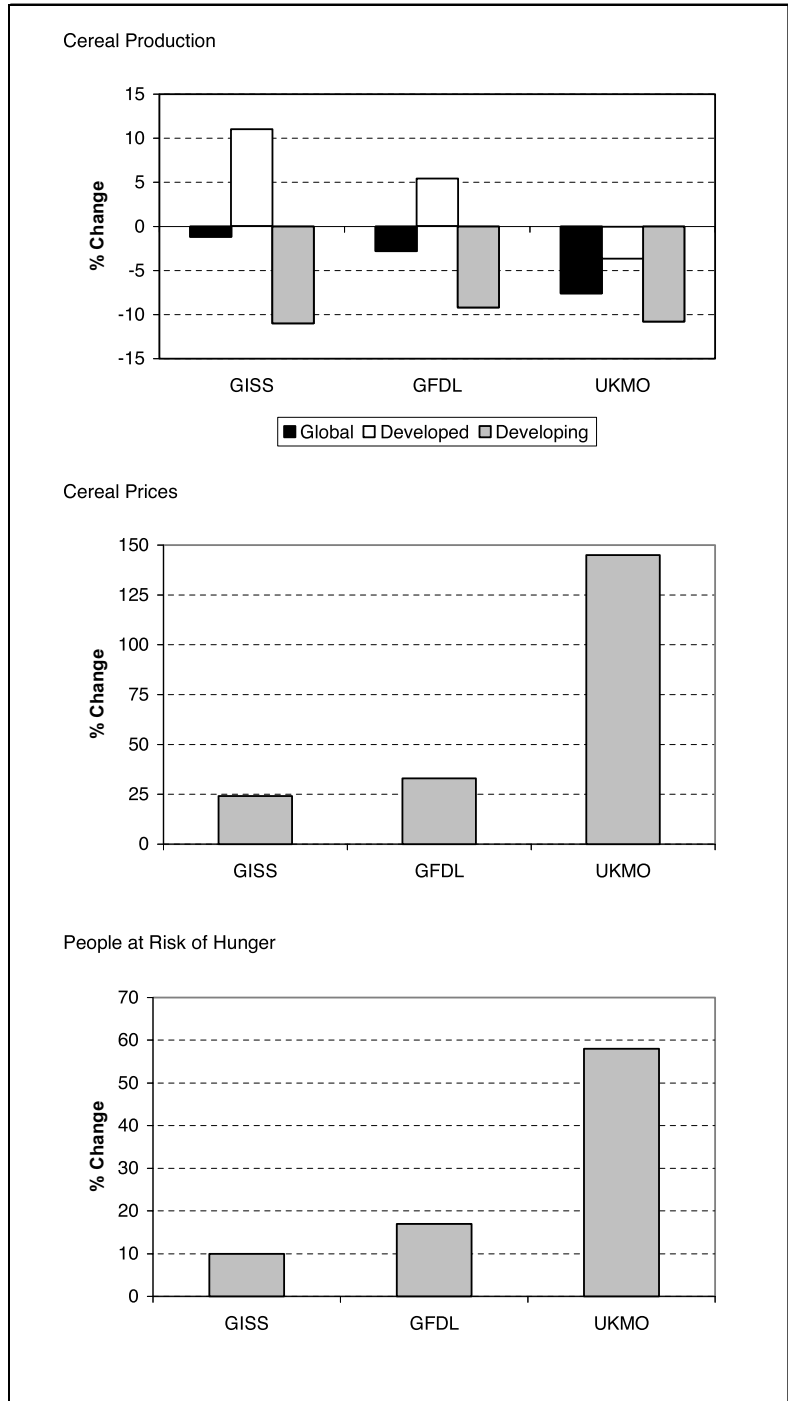 Cereal Production
15
10
5
0
-5
-10
-15
% Change
GISS GFDL UKMO
Global Developed Developing
Cereal Prices
150
125
100
75
50
25
0
% Change
GISS GFDL UKMO
People at Risk of Hunger
70
60
50
40
30
20
10
0
% Change
GISS GFDL UKMO